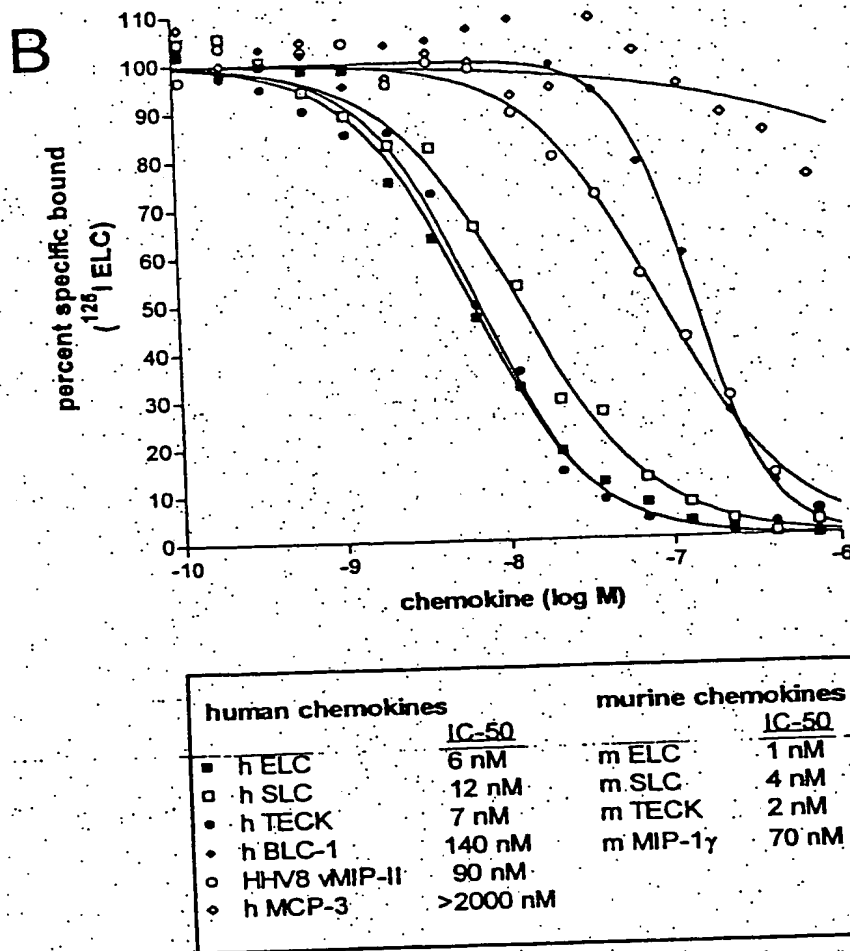 B
110
100
90
80
70
60
50
40
30
20
10
0
percent specific bound
(¹²⁵I ELC)
-10
-9
-8
-7
-6
chemokine (log M)
human chemokines
IC-50
h ELC 6 nM
h SLC 12 nM
h TECK 7 nM
h BLC-1 140 nM
HHV8 vMIP-II 90 nM
h MCP-3 >2000 nM
murine chemokines
IC-50
m ELC 1 nM
m SLC 4 nM
m TECK 2 nM
m MIP-1γ 70 nM